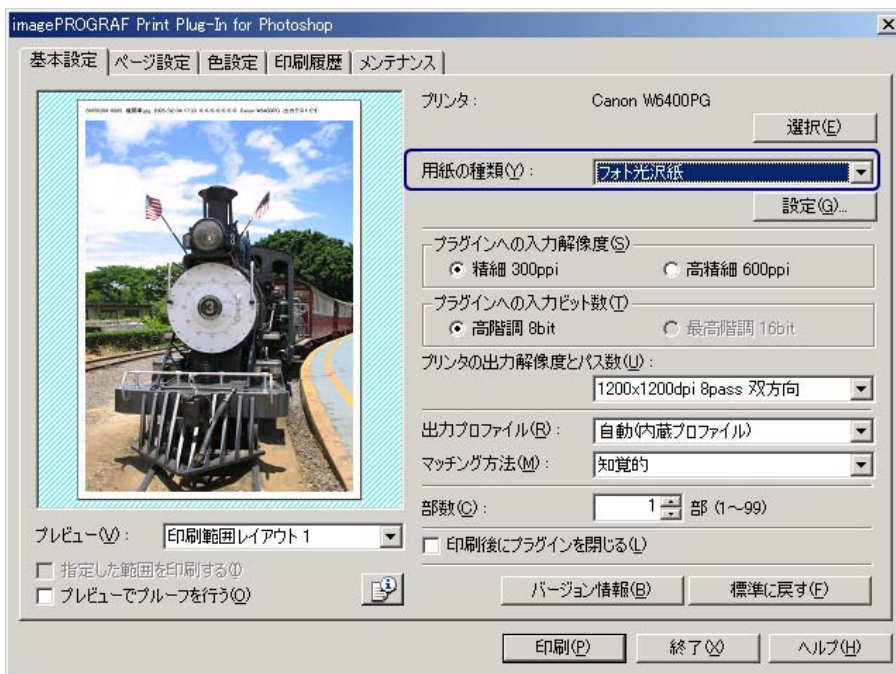 imagePROGRAF Print Plug-In for Photoshop
基本設定 ページ設定 色設定 印刷履歴 メンテナンス
プリンタ： Canon W6400PG
選択(E)
用紙の種類(Y)： フォト光沢紙
設定(G)...
プラグインへの入力解像度(S)
精細 300ppi 高精細 600ppi
プラグインへの入力ビット数(T)
高階調 8bit 最高階調 16bit
プリンタの出力解像度とパス数(U)：
1200x1200dpi 8pass 双方向
出力プロファイル(R)： 自動(内蔵プロファイル)
マッチング方法(M)： 知覚的
部数(C)： 1 部 (1～99)
印刷後にプラグインを閉じる(L)
バージョン情報(B) 標準に戻す(F)
3
プレビュー(V)： 印刷範囲レイアウト 1
指定した範囲を印刷する(I)
プレビューでプルーフを行う(O)
印刷(P) 終了(X) ヘルプ(H)